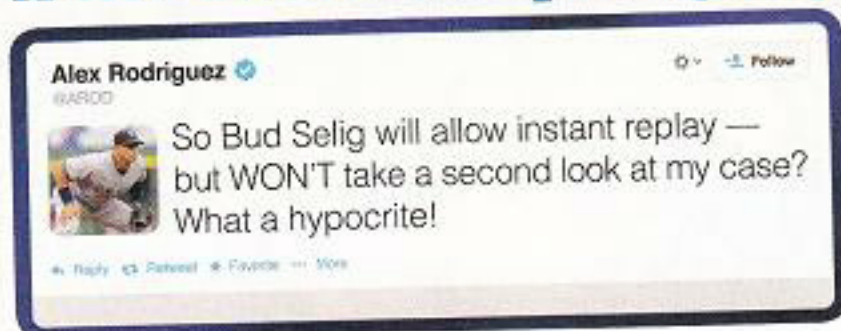 Alex Rodriguez
@AROD
Follow
So Bud Selig will allow instant replay —
but WON'T take a second look at my case?
What a hypocrite!
Reply Retweet Favorite More